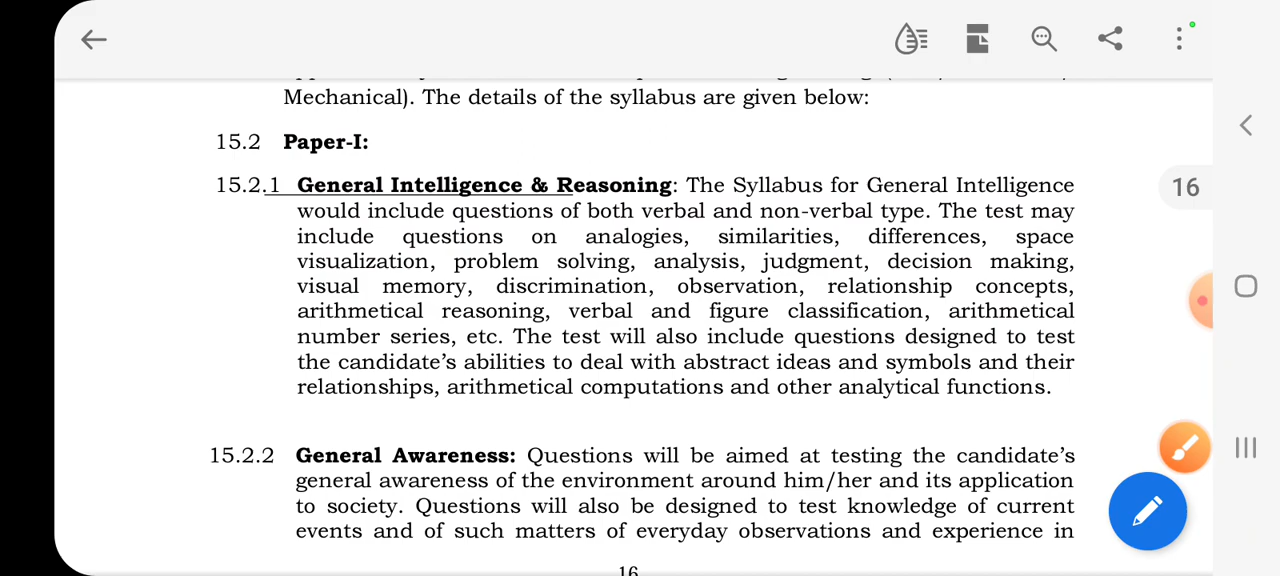 Mechanical). The details of the syllabus are given below:
15.2 Paper-I:
15.2.1 General Intelligence & Reasoning: The Syllabus for General Intelligence
would include questions of both verbal and non-verbal type. The test may
include questions on analogies, similarities, differences, space
visualization, problem solving, analysis, judgment, decision making,
visual memory, discrimination, observation, relationship concepts,
arithmetical reasoning, verbal and figure classification, arithmetical
number series, etc. The test will also include questions designed to test
the candidate's abilities to deal with abstract ideas and symbols and their
relationships, arithmetical computations and other analytical functions.
15.2.2 General Awareness: Questions will be aimed at testing the candidate's
general awareness of the environment around him/her and its application
to society. Questions will also be designed to test knowledge of current
events and of such matters of everyday observations and experience in
16
16